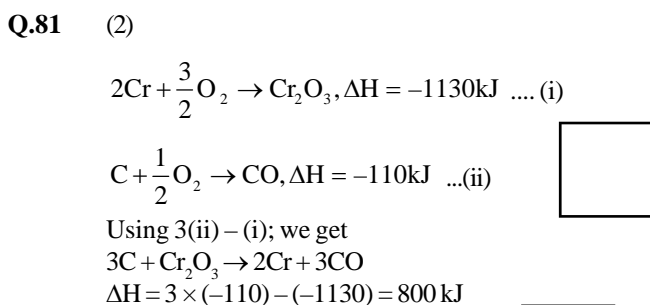 Q.81 (2)
2Cr + 3/2 O₂ → Cr₂O₃, ΔH = –1130kJ .... (i)
C + 1/2 O₂ → CO, ΔH = –110kJ ...(ii)
Using 3(ii) – (i); we get
3C + Cr₂O₃ → 2Cr + 3CO
ΔH = 3 × (–110) – (–1130) = 800 kJ